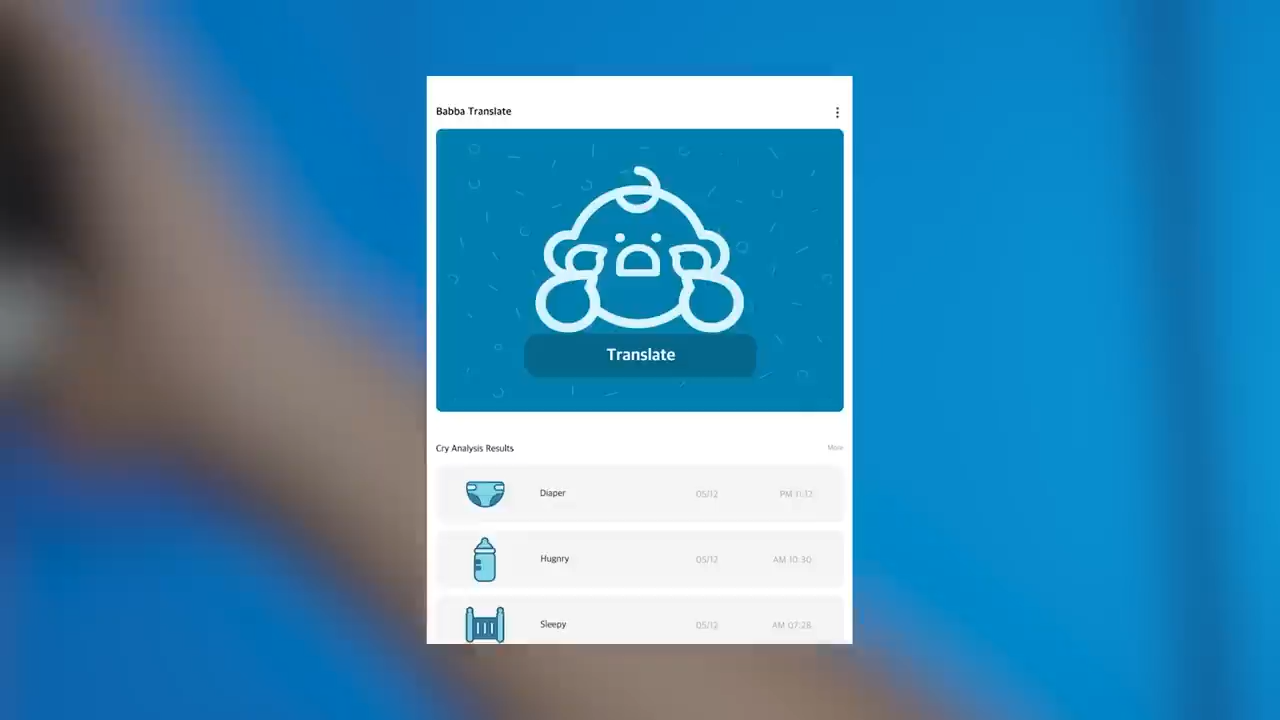 Babba Translate
Translate
Cry Analysis Results
More
Diaper
05/12
PM 11:12
Hugnry
05/12
AM 10:30
Sleepy
05/12
AM 07:28